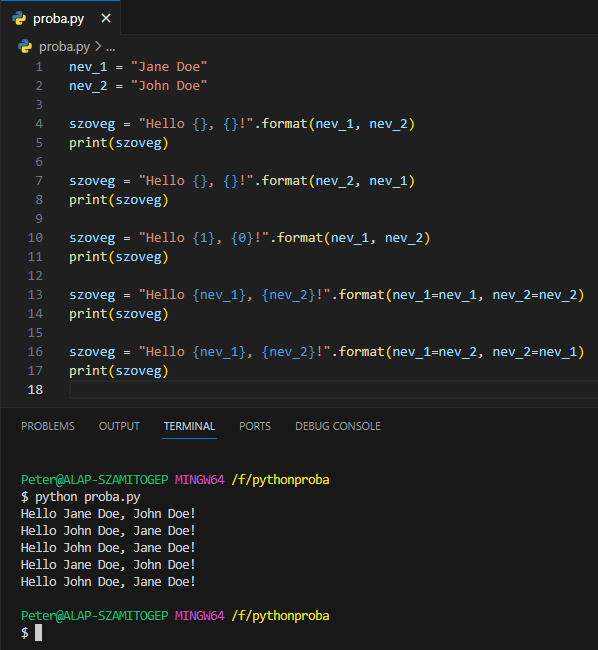 proba.py ×
proba.py > ...
1 nev_1 = "Jane Doe"
2 nev_2 = "John Doe"
3
4 szoveg = "Hello {}, {}!".format(nev_1, nev_2)
5 print(szoveg)
6
7 szoveg = "Hello {}, {}!".format(nev_2, nev_1)
8 print(szoveg)
9
10 szoveg = "Hello {1}, {0}!".format(nev_1, nev_2)
11 print(szoveg)
12
13 szoveg = "Hello {nev_1}, {nev_2}!".format(nev_1=nev_1, nev_2=nev_2)
14 print(szoveg)
15
16 szoveg = "Hello {nev_1}, {nev_2}!".format(nev_1=nev_2, nev_2=nev_1)
17 print(szoveg)
18
PROBLEMS OUTPUT TERMINAL PORTS DEBUG CONSOLE
Peter@ALAP-SZAMITOGEP MINGW64 /f/pythonproba
$ python proba.py
Hello Jane Doe, John Doe!
Hello John Doe, Jane Doe!
Hello John Doe, Jane Doe!
Hello Jane Doe, John Doe!
Hello John Doe, Jane Doe!
Peter@ALAP-SZAMITOGEP MINGW64 /f/pythonproba
$